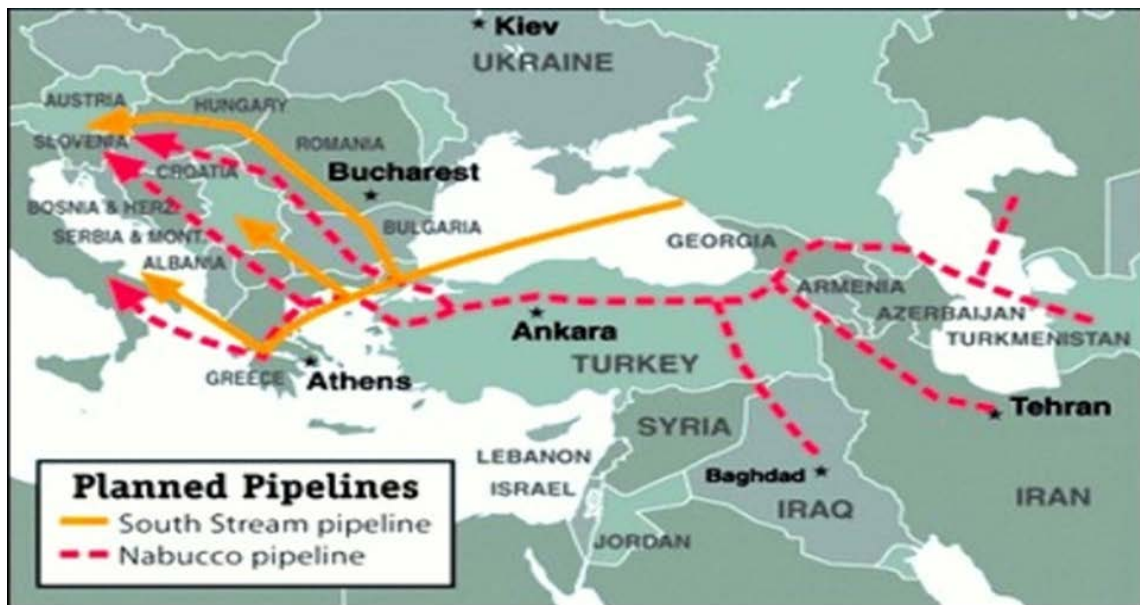 Kiev
UKRAINE
AUSTRIA
HUNGARY
SLOVENIA
ROMANIA
CROATIA
Bucharest
BOSNIA & HERZ.
BULGARIA
SERBIA & MONT.
GEORGIA
ALBANIA
ARMENIA
AZERBAIJAN
Ankara
TURKMENISTAN
TURKEY
GREECE
Athens
Tehran
SYRIA
LEBANON
Baghdad
ISRAEL
IRAN
IRAQ
JORDAN
Planned Pipelines
South Stream pipeline
Nabucco pipeline